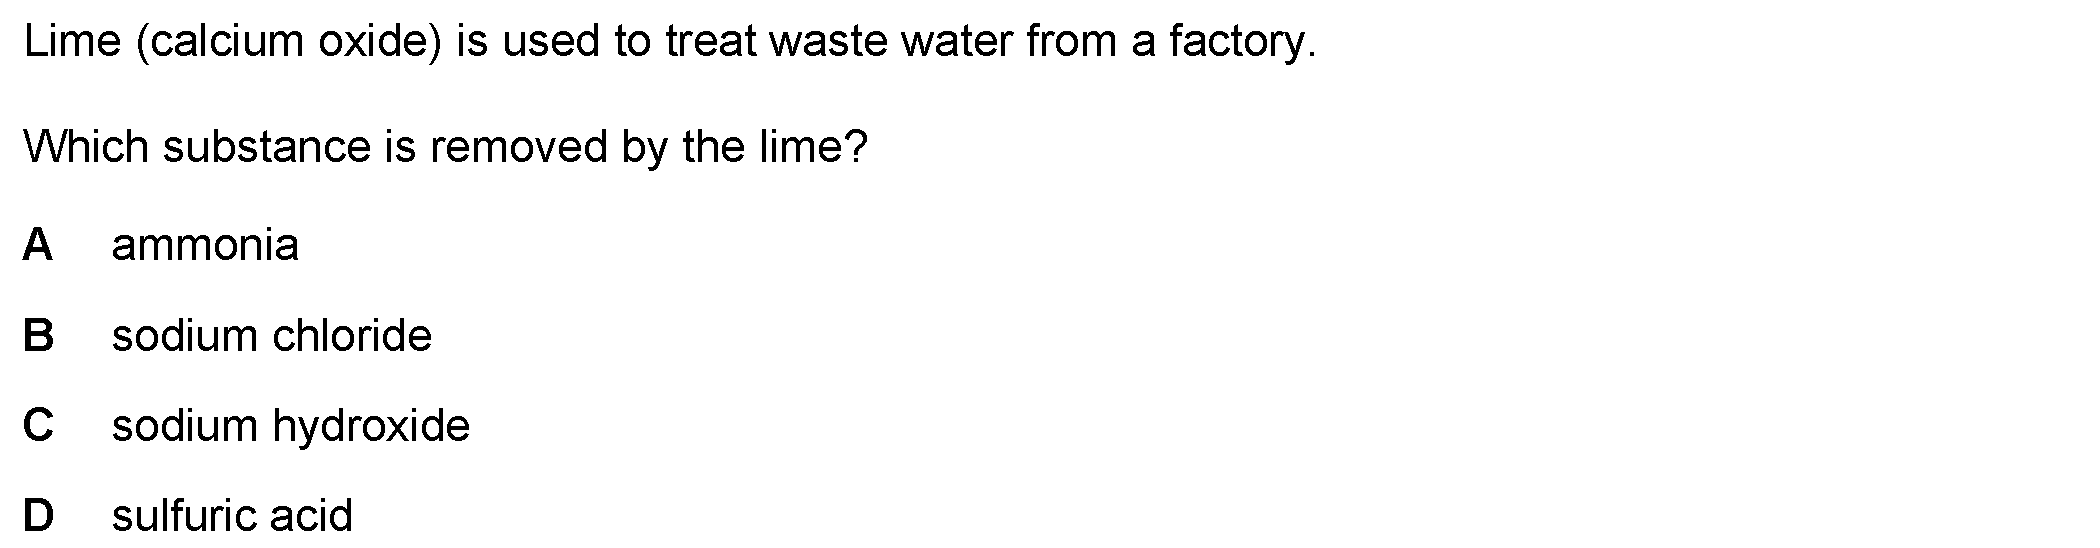 Lime (calcium oxide) is used to treat waste water from a factory.
Which substance is removed by the lime?
A ammonia
B sodium chloride
C sodium hydroxide
D sulfuric acid